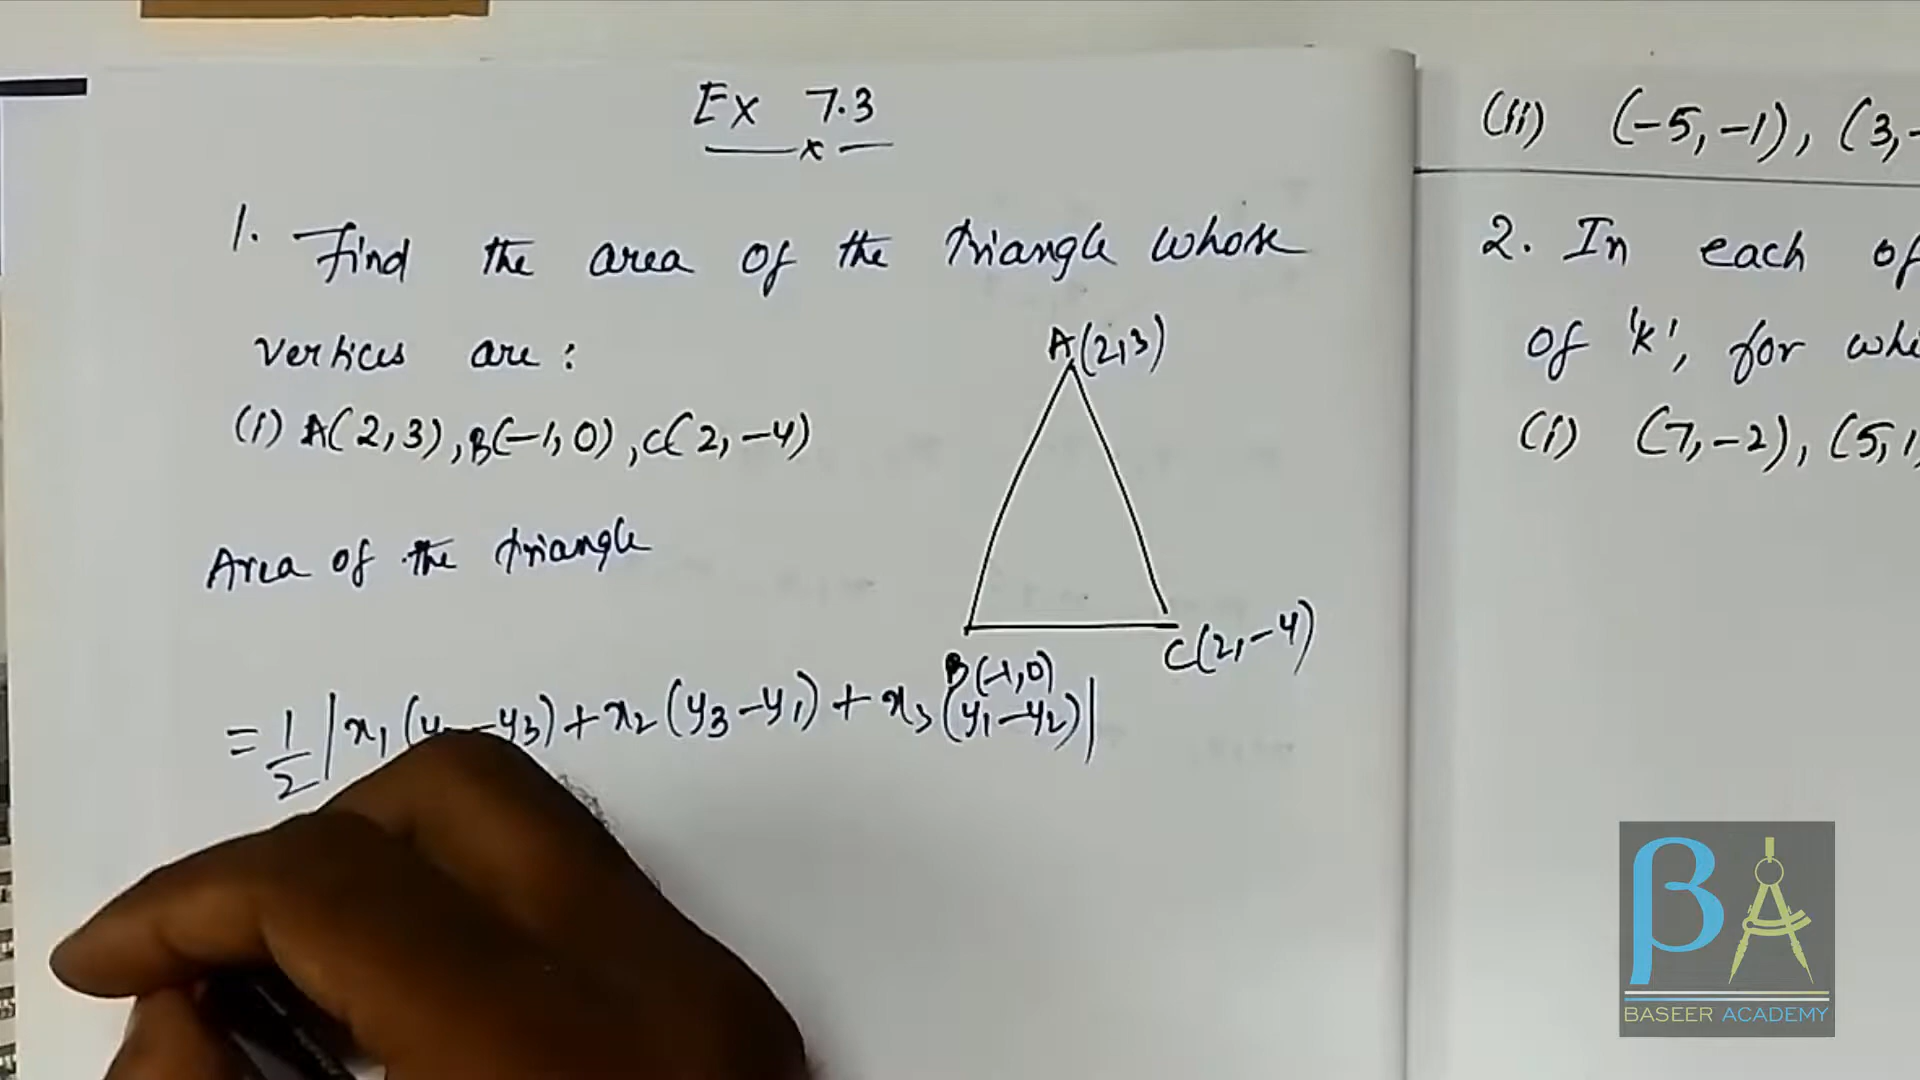 Ex 7.3
1. Find the area of the triangle whose
vertices are :
(i) A(2,3), B(-1,0), C(2,-4)
A(2,3)
B(-1,0)
C(2,-4)
Area of the triangle
= 1/2 |x₁(y -y₃)+x₂(y₃-y₁)+x₃(y₁-y₂)|
(ii) (-5,-1), (3,-
2. In each of
of 'k', for
(i) (7,-2), (5,1
βA
BASEER ACADEMY